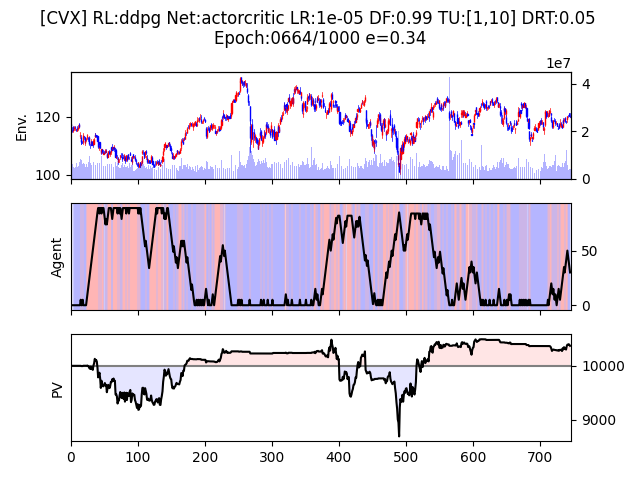 [CVX] RL:ddpg Net:actorcritic LR:1e-05 DF:0.99 TU:[1,10] DRT:0.05
Epoch:0664/1000 e=0.34
1e7
Env.
120
100
4
2
0
Agent
50
0
PV
10000
9000
0 100 200 300 400 500 600 700